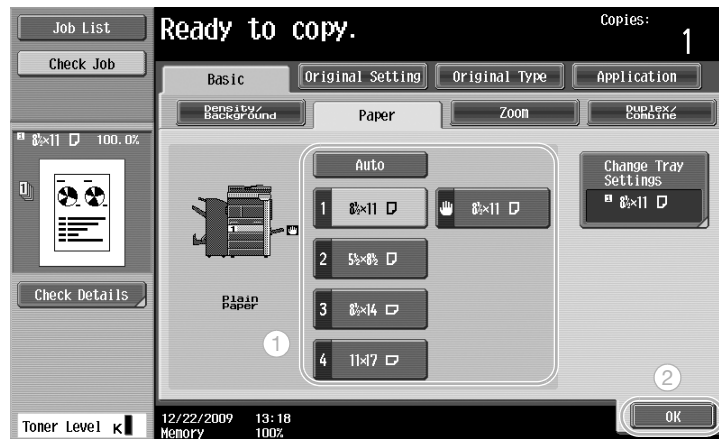 Job List
Ready to copy.
Copies:
1
Check Job
Basic
Original Setting
Original Type
Application
Density/
Background
Paper
Zoom
Duplex/
Combine
1 8½×11 100.0%
Auto
Change Tray
Settings
1 8½×11
1 8½×11
8½×11
1
2 5½×8½
Check Details
Plain
Paper
3 8½×14
1
4 11×17
2
OK
Toner Level K
12/22/2009 13:18
Memory 100%